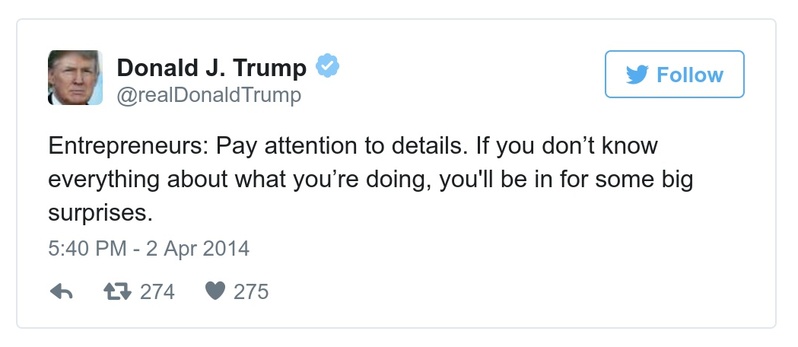 Donald J. Trump
@realDonaldTrump
Follow
Entrepreneurs: Pay attention to details. If you don’t know
everything about what you’re doing, you'll be in for some big
surprises.
5:40 PM - 2 Apr 2014
274 275